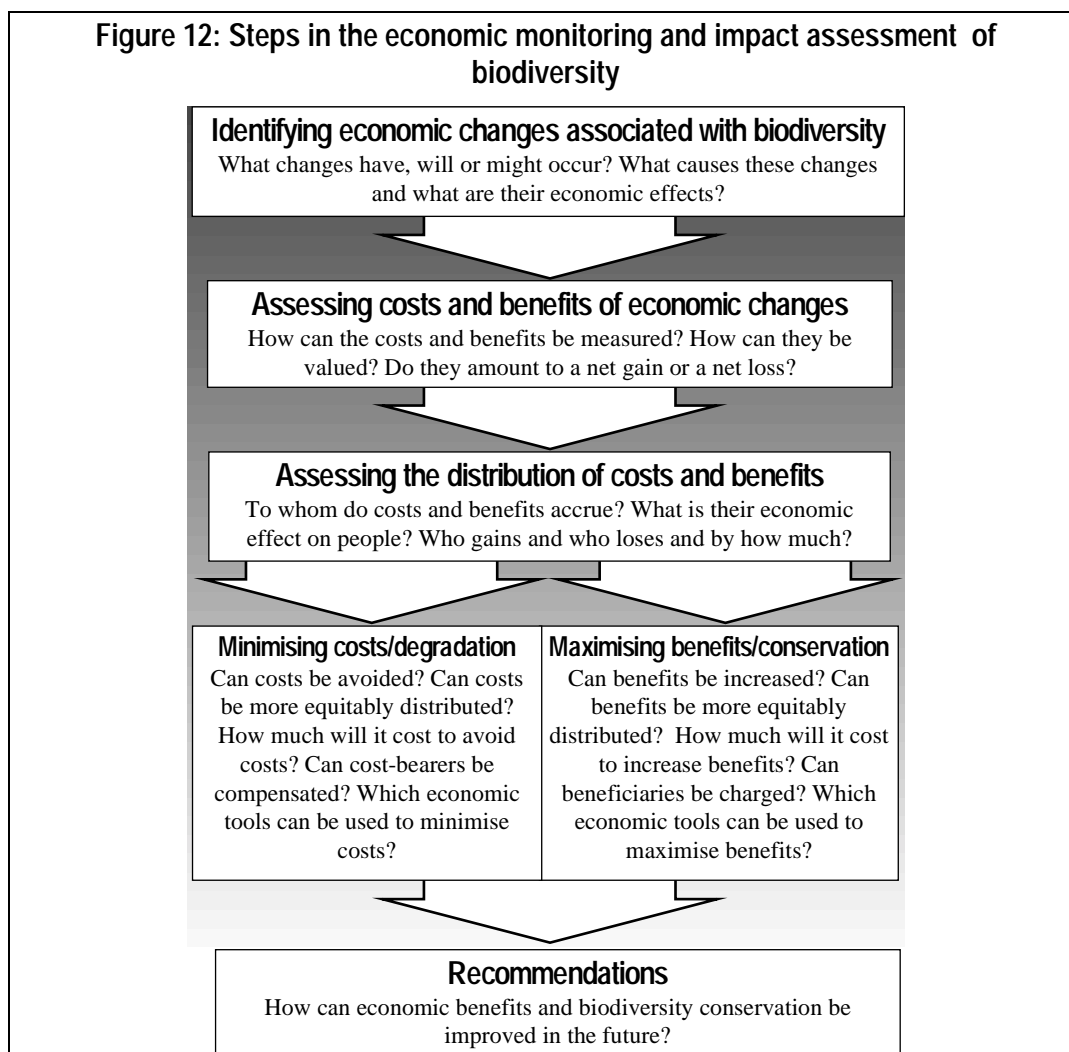 Figure 12: Steps in the economic monitoring and impact assessment of
biodiversity
Identifying economic changes associated with biodiversity
What changes have, will or might occur? What causes these changes
and what are their economic effects?
Assessing costs and benefits of economic changes
How can the costs and benefits be measured? How can they be
valued? Do they amount to a net gain or a net loss?
Assessing the distribution of costs and benefits
To whom do costs and benefits accrue? What is their economic
effect on people? Who gains and who loses and by how much?
Minimising costs/degradation
Can costs be avoided? Can costs
be more equitably distributed?
How much will it cost to avoid
costs? Can cost-bearers be
compensated? Which economic
tools can be used to minimise
costs?
Maximising benefits/conservation
Can benefits be increased? Can
benefits be more equitably
distributed? How much will it cost
to increase benefits? Can
beneficiaries be charged? Which
economic tools can be used to
maximise benefits?
Recommendations
How can economic benefits and biodiversity conservation be
improved in the future?